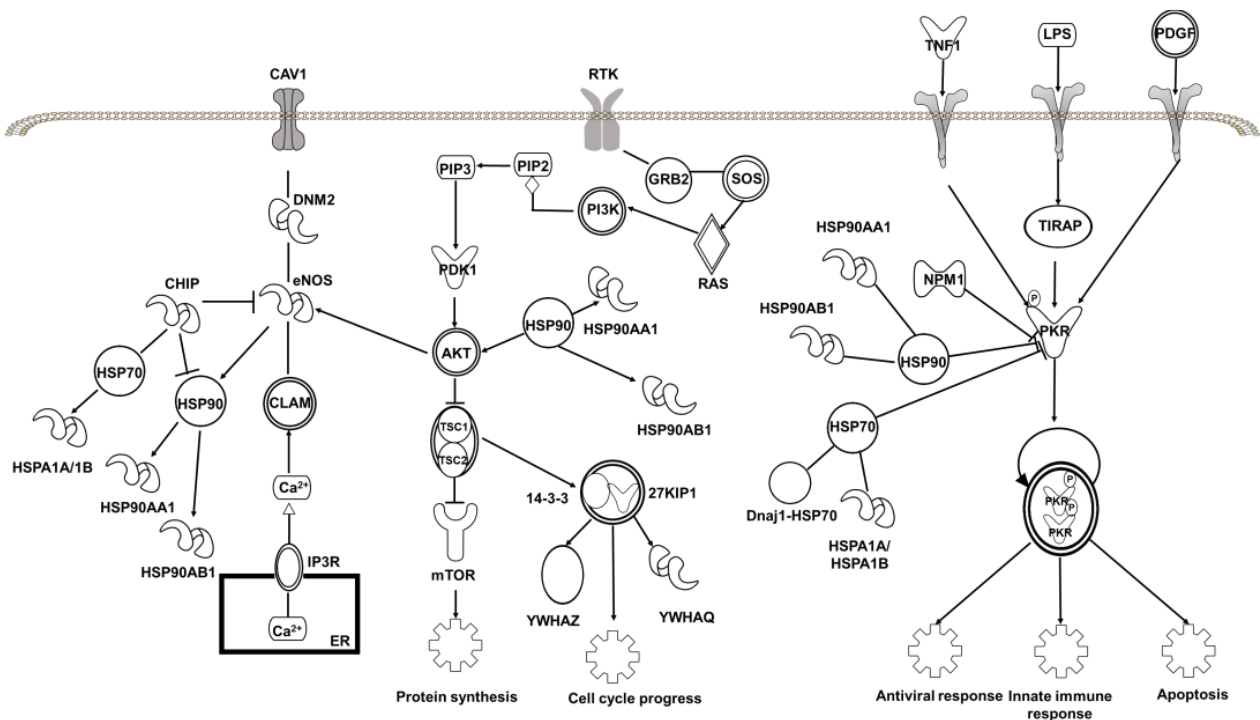 TNF1
LPS
PDGF
CAV1
RTK
PIP3
PIP2
GRB2
SOS
DNM2
PI3K
TIRAP
HSP90AA1
PDK1
RAS
NPM1
CHIP
eNOS
P
HSP90AB1
HSP90
HSP90AA1
PKR
AKT
HSP90
HSP70
HSP90
CLAM
HSP90AB1
HSP70
TSC1
TSC2
HSPA1A/1B
HSP90AA1
Ca2+
14-3-3
27KIP1
Dnaj1-HSP70
P
PKR
P
PKR
HSPA1A/
HSPA1B
HSP90AB1
IP3R
mTOR
YWHAZ
YWHAQ
Ca2+
ER
Protein synthesis
Cell cycle progress
Antiviral response
Innate immune
response
Apoptosis